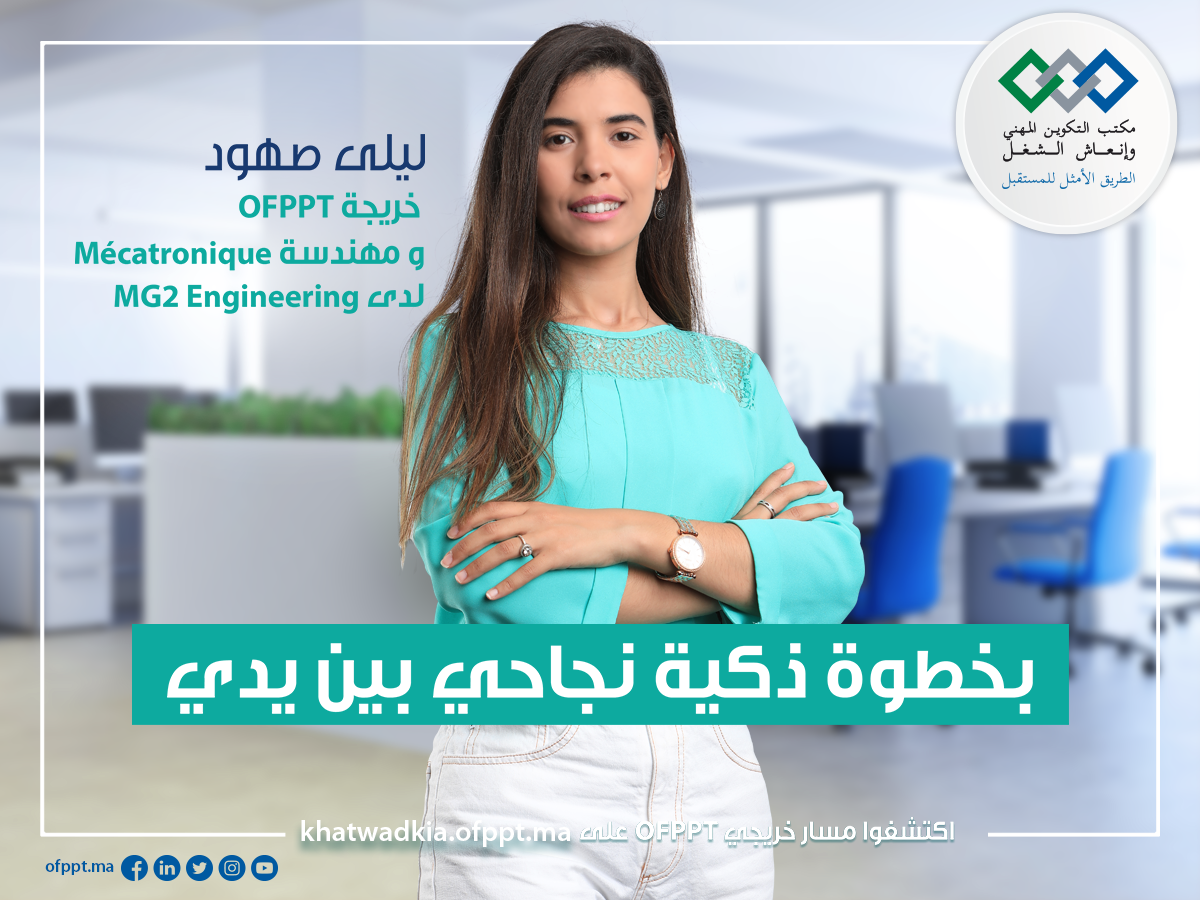 مكتب التكوين المهني
وإنعاش الشغل
الطريق الأمثل للمستقبل
ليلى صهود
خريجة OFPPT
و مهندسة Mécatronique
لدى MG2 Engineering
بخطوة ذكية نجاحي بين يدي
اكتشفوا مسار خريجي OFPPT على khatwadkia.ofppt.ma
ofppt.ma